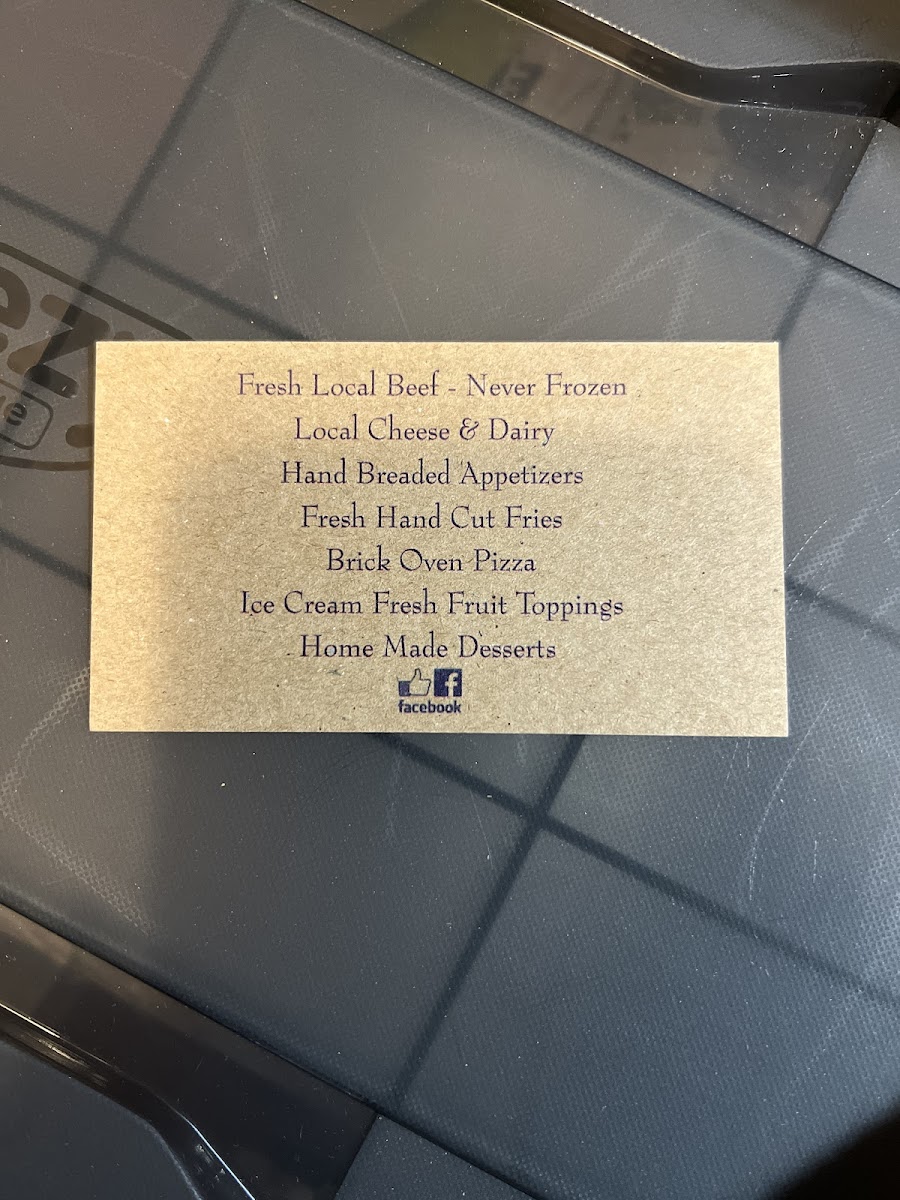 Fresh Local Beef - Never Frozen
Local Cheese & Dairy
Hand Breaded Appetizers
Fresh Hand Cut Fries
Brick Oven Pizza
Ice Cream Fresh Fruit Toppings
Home Made Desserts
f
facebook